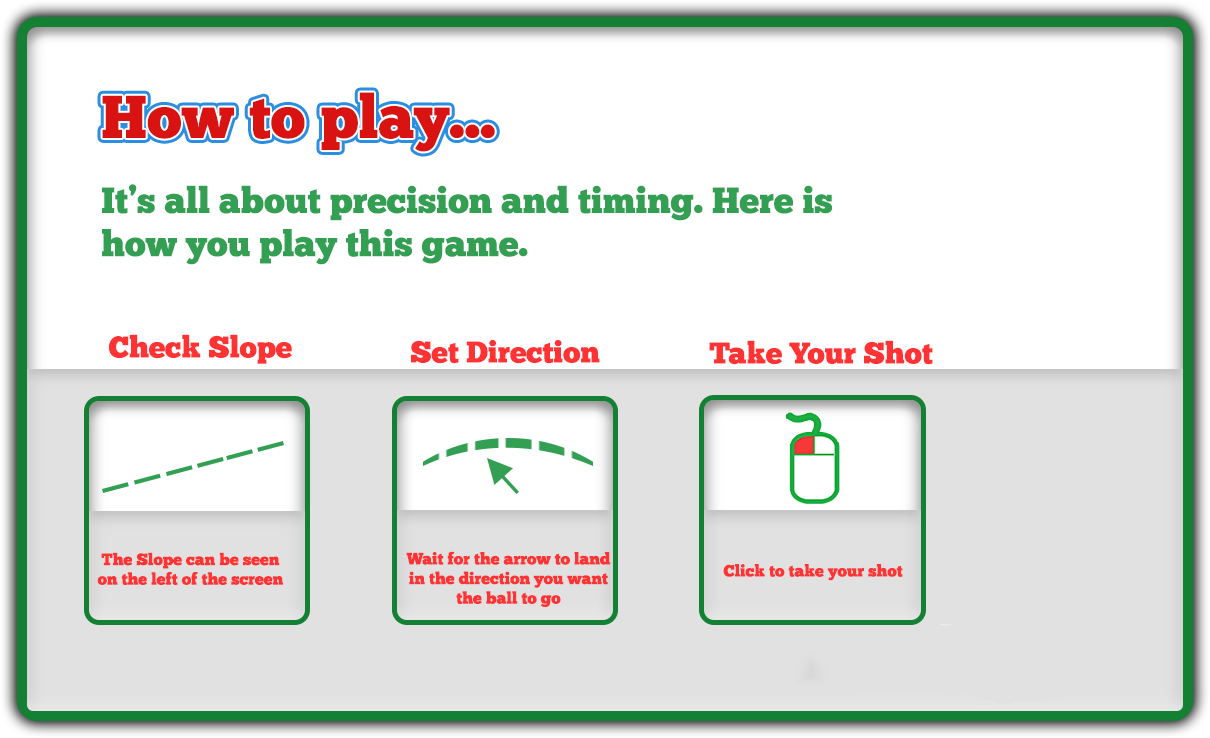 How to play...
It's all about precision and timing. Here is
how you play this game.
Check Slope
Set Direction
Take Your Shot
The Slope can be seen
on the left of the screen
Wait for the arrow to land
in the direction you want
the ball to go
Click to take your shot